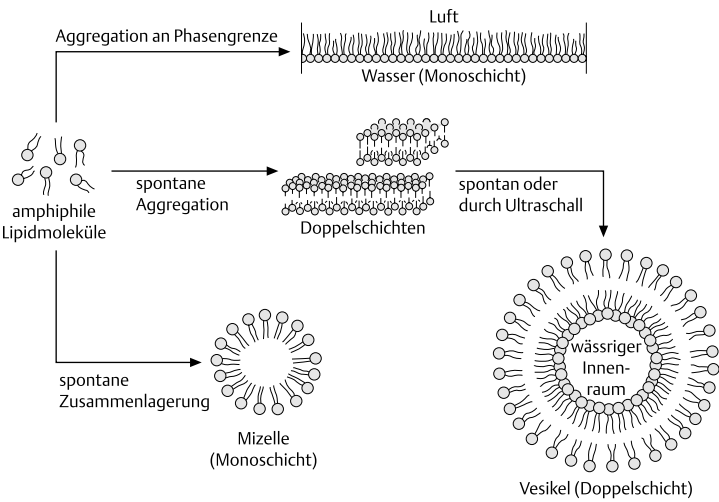 Luft
Aggregation an Phasengrenze
Wasser (Monoschicht)
amphiphile
Lipidmoleküle
spontane
Aggregation
Doppelschichten
spontan oder
durch Ultraschall
spontane
Zusammenlagerung
Mizelle
(Monoschicht)
wässriger
Innen-
raum
Vesikel (Doppelschicht)